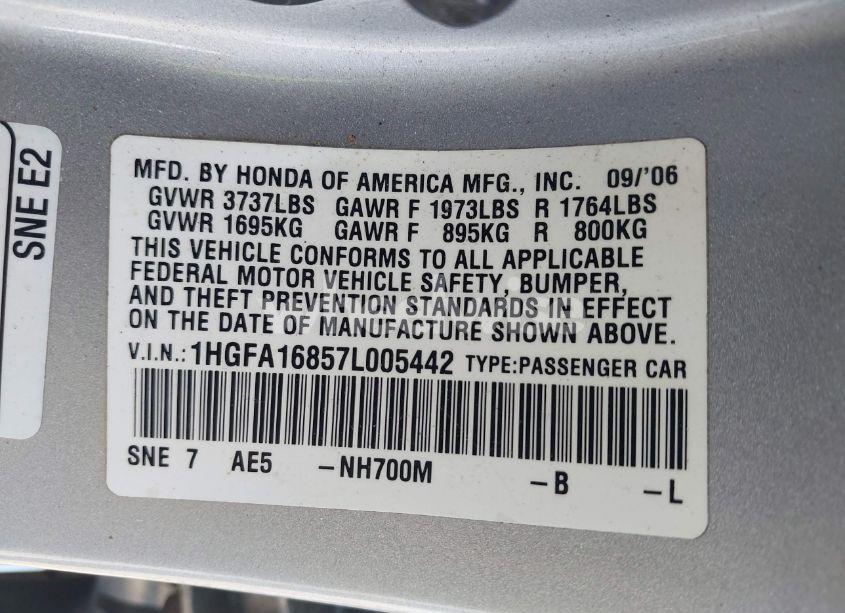 SNE E2
MFD. BY HONDA OF AMERICA MFG., INC. 09/'06
GVWR 3737LBS GAWR F 1973LBS R 1764LBS
GVWR 1695KG GAWR F 895KG R 800KG
THIS VEHICLE CONFORMS TO ALL APPLICABLE
FEDERAL MOTOR VEHICLE SAFETY, BUMPER,
AND THEFT PREVENTION STANDARDS IN EFFECT
ON THE DATE OF MANUFACTURE SHOWN ABOVE.
V.I.N.: 1HGFA16857L005442 TYPE:PASSENGER CAR
SNE 7 AE5 -NH700M -B -L